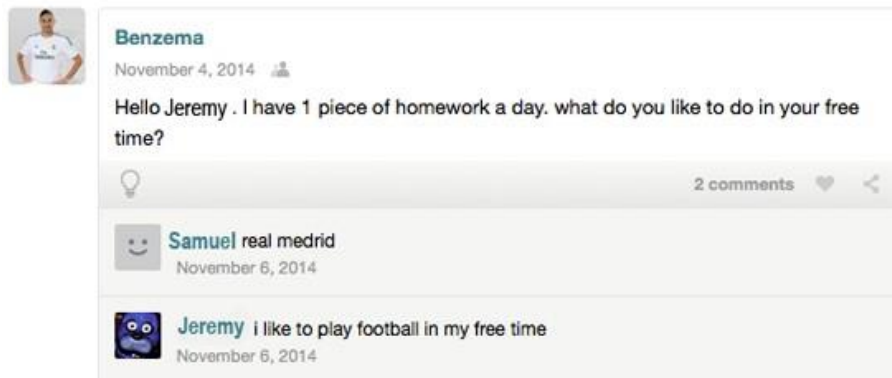 Benzema
November 4, 2014
Hello Jeremy . I have 1 piece of homework a day. what do you like to do in your free
time?
2 comments
Samuel real medrid
November 6, 2014
Jeremy i like to play football in my free time
November 6, 2014